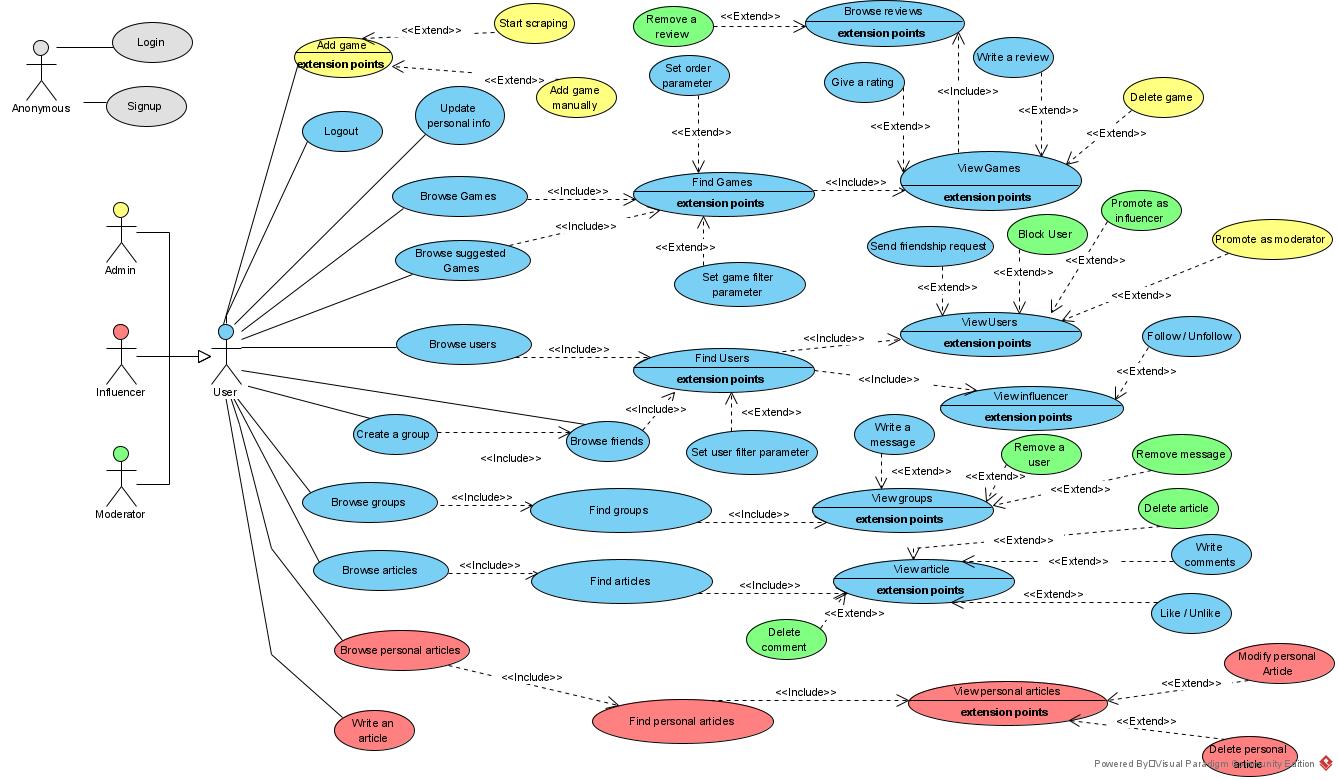 Login
Anonymous
Signup
Admin
Influencer
Moderator
User
Add game
extension points
<<Extend>>
Start scraping
<<Extend>>
Add game
manually
Logout
Update
personal info
Remove a
review
<<Extend>>
Browse reviews
extension points
Set order
parameter
<<Extend>>
Give a rating
<<Extend>>
<<Include>>
Write a review
<<Extend>>
Delete game
<<Extend>>
Browse Games
<<Include>>
Find Games
extension points
<<Include>>
View Games
extension points
Browse suggested
Games
<<Include>>
<<Extend>>
Set game filter
parameter
Send friendship request
<<Extend>>
Block User
<<Extend>>
Promote as
influencer
<<Extend>>
Promote as moderator
<<Extend>>
Browse users
<<Include>>
Find Users
extension points
<<Include>>
View Users
extension points
<<Include>>
View influencer
extension points
Follow / Unfollow
<<Extend>>
Create a group
<<Include>>
Browse friends
<<Include>>
<<Extend>>
Set user filter parameter
Write a
message
<<Extend>>
Remove a
user
<<Extend>>
Remove message
<<Extend>>
Browse groups
<<Include>>
Find groups
<<Include>>
View groups
extension points
Delete article
<<Extend>>
Browse articles
<<Include>>
Find articles
<<Include>>
View article
extension points
<<Extend>>
Write
comments
<<Extend>>
Like / Unlike
<<Extend>>
Delete
comment
Browse personal articles
<<Include>>
Find personal articles
<<Include>>
View personal articles
extension points
<<Extend>>
Modify personal
Article
<<Extend>>
Delete personal
article
Write an
article
Powered By Visual Paradigm Community Edition